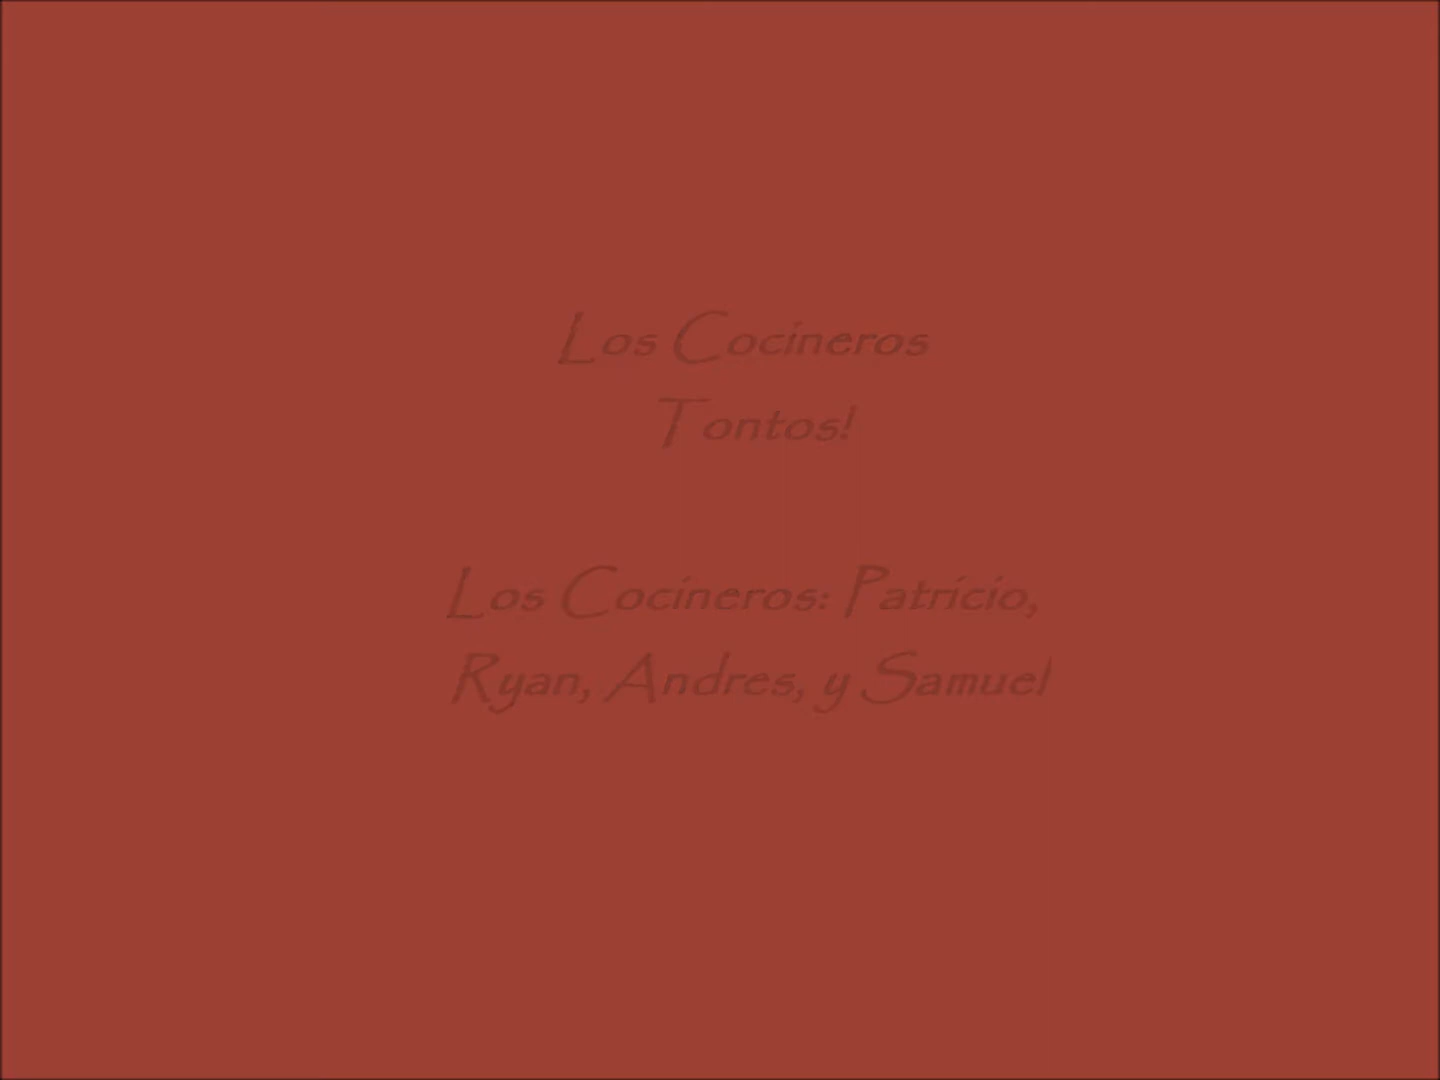 Los Cocineros
Tontos!
Los Cocineros: Patricio,
Ryan, Andres, y Samuel